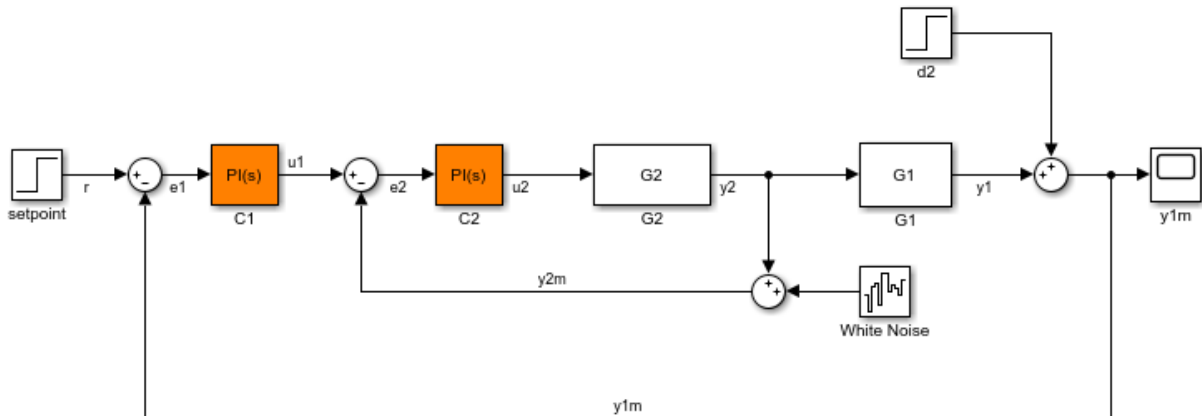 d2
setpoint
r
e1
PI(s)
C1
u1
e2
PI(s)
C2
u2
G2
G2
y2
G1
G1
y1
y1m
y2m
White Noise
y1m